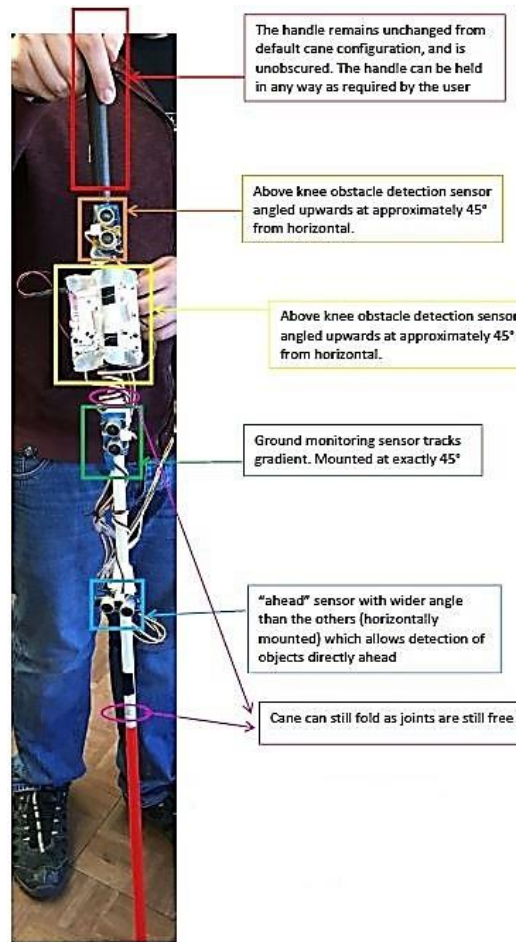 The handle remains unchanged from
default cane configuration, and is
unobscured. The handle can be held
in any way as required by the user
Above knee obstacle detection sensor
angled upwards at approximately 45°
from horizontal.
Above knee obstacle detection sensor
angled upwards at approximately 45°
from horizontal.
Ground monitoring sensor tracks
gradient. Mounted at exactly 45°
“ahead” sensor with wider angle
than the others (horizontally
mounted) which allows detection of
objects directly ahead
Cane can still fold as joints are still free